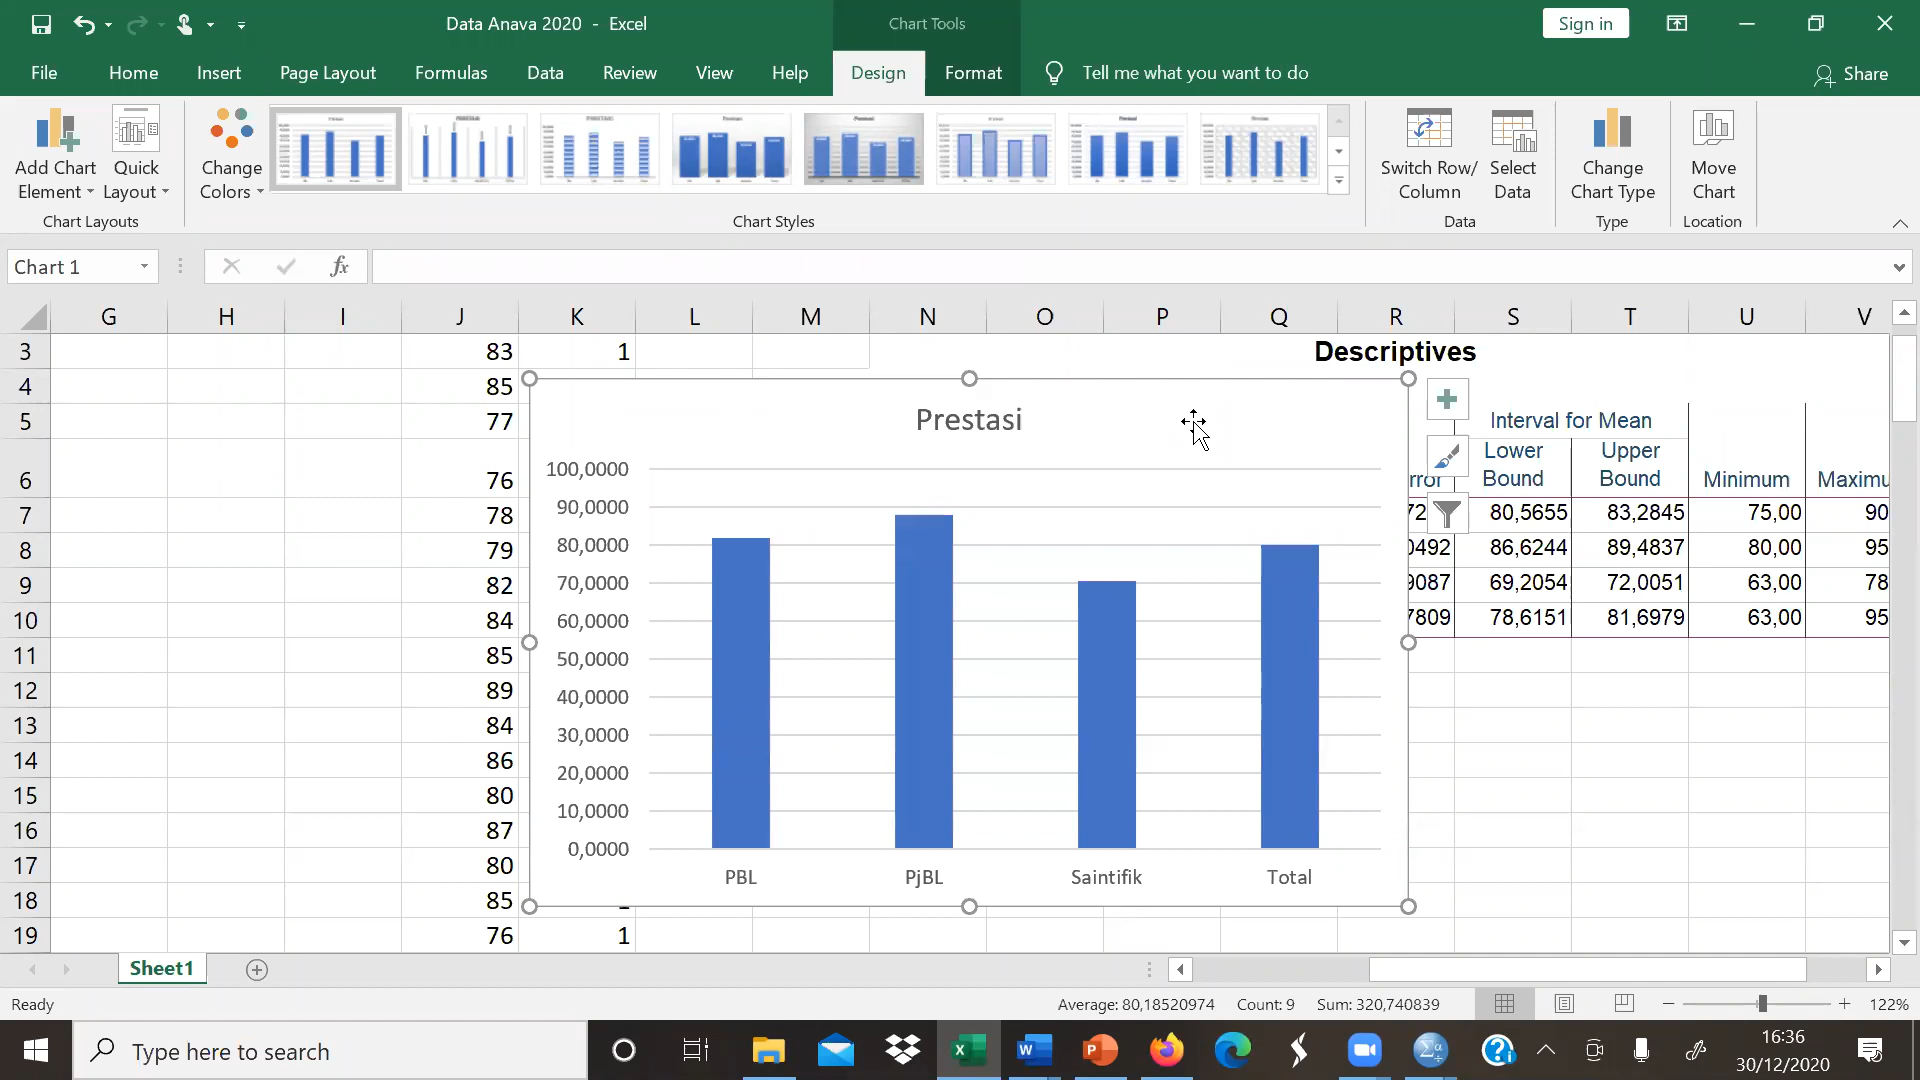 Data Anava 2020 - Excel
Chart Tools
Sign in
File Home Insert Page Layout Formulas Data Review View Help Design Format Tell me what you want to do Share
Add Chart Element
Quick Layout
Chart Layouts
Change Colors
Chart Styles
Switch Row/ Column
Select Data
Data
Change Chart Type
Type
Move Chart
Location
Chart 1
fx
G H I J K L M N O P Q R S T U V
3 83 1 Descriptives
4 85
5 77 Interval for Mean
6 76 Lower Bound Upper Bound Minimum Maximu
7 78 80,5655 83,2845 75,00 90
8 79 0492 86,6244 89,4837 80,00 95
9 82 9087 69,2054 72,0051 63,00 78
10 84 7809 78,6151 81,6979 63,00 95
11 85
12 89
13 84
14 86
15 80
16 87
17 80
18 85
19 76 1
Prestasi
100,0000
90,0000
80,0000
70,0000
60,0000
50,0000
40,0000
30,0000
20,0000
10,0000
0,0000
PBL PjBL Saintifik Total
Sheet1
Ready Average: 80,18520974 Count: 9 Sum: 320,740839 122%
Type here to search
16:36
30/12/2020